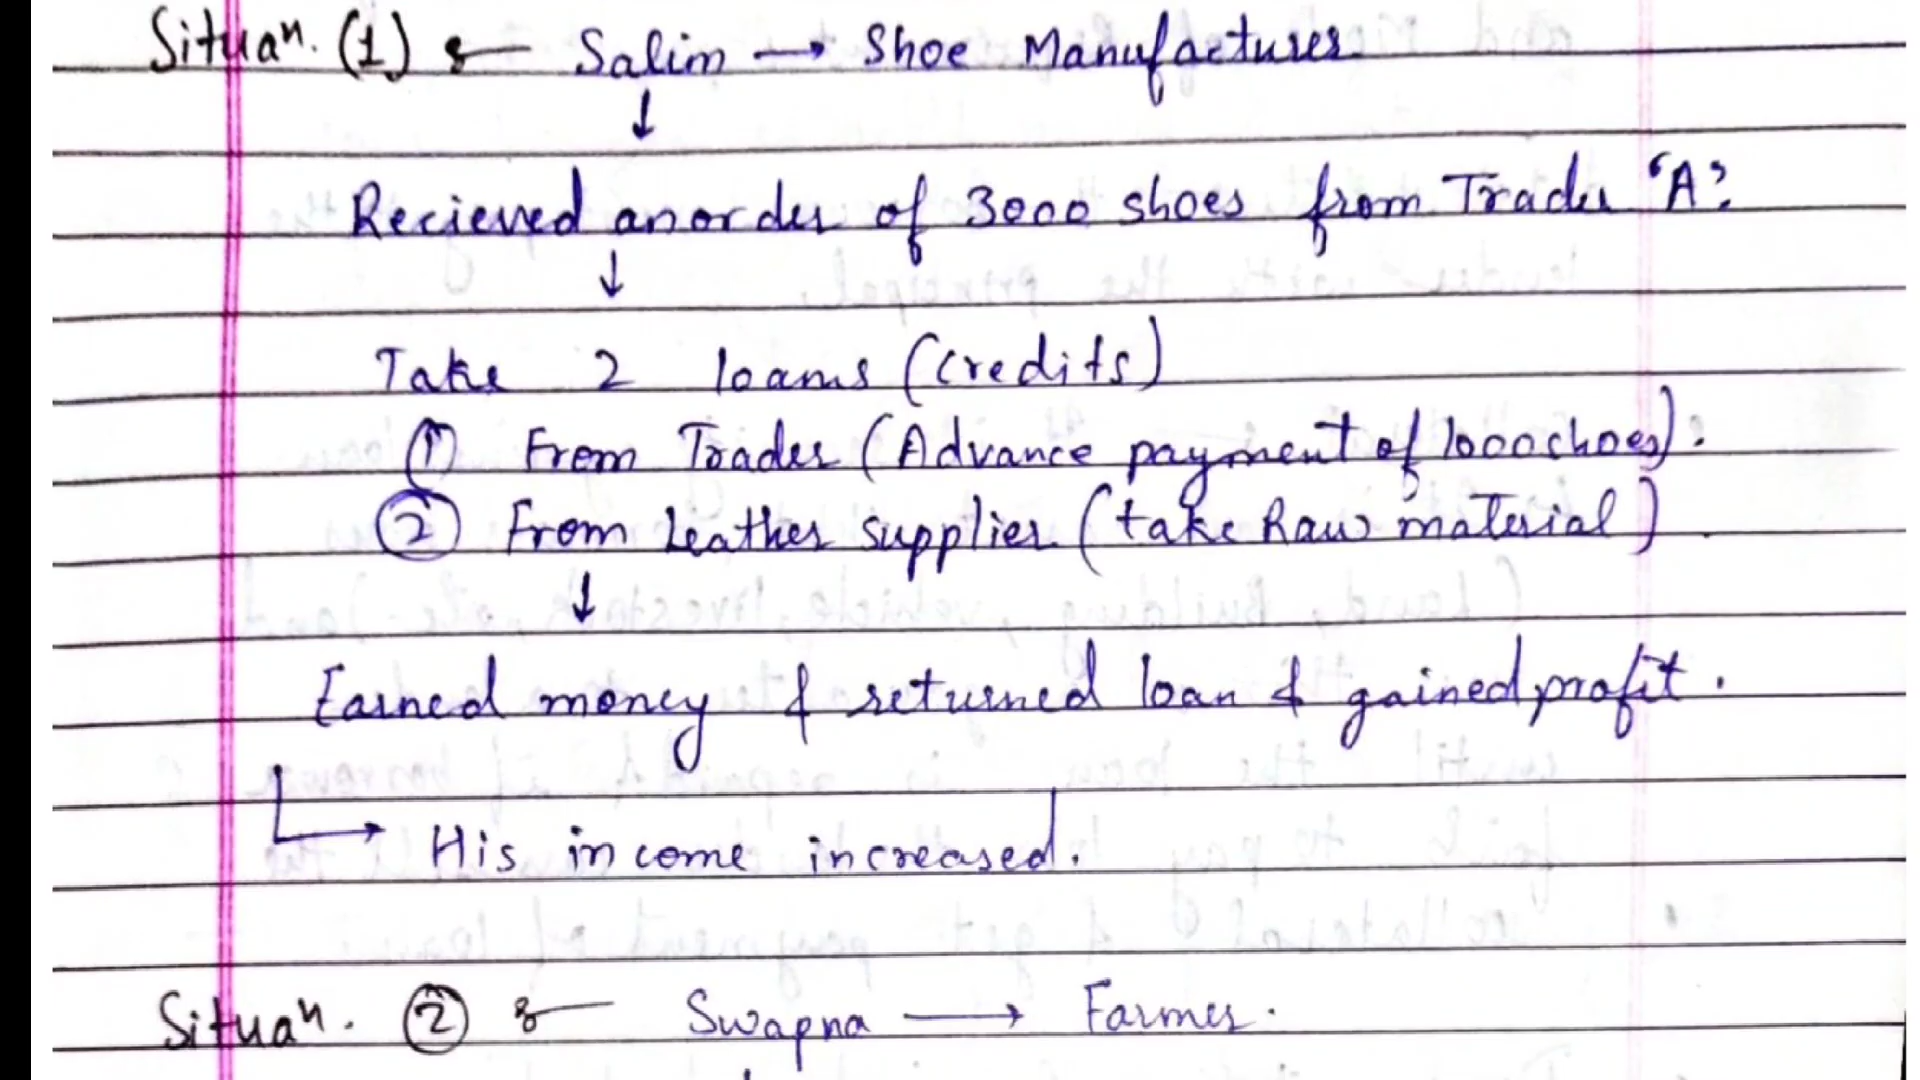 Situaⁿ. (1) :— Salim → Shoe Manufacturer
↓
Recieved an order of 3000 shoes from Trader 'A'.
↓
Take 2 loans (credits)
① From Trader (Advance payment of 1000 shoes).
② From Leather supplier (take Raw material)
↓
Earned money & returned loan & gained profit.
↳ His income increased.
Situaⁿ. ② :— Swapna → Farmer.